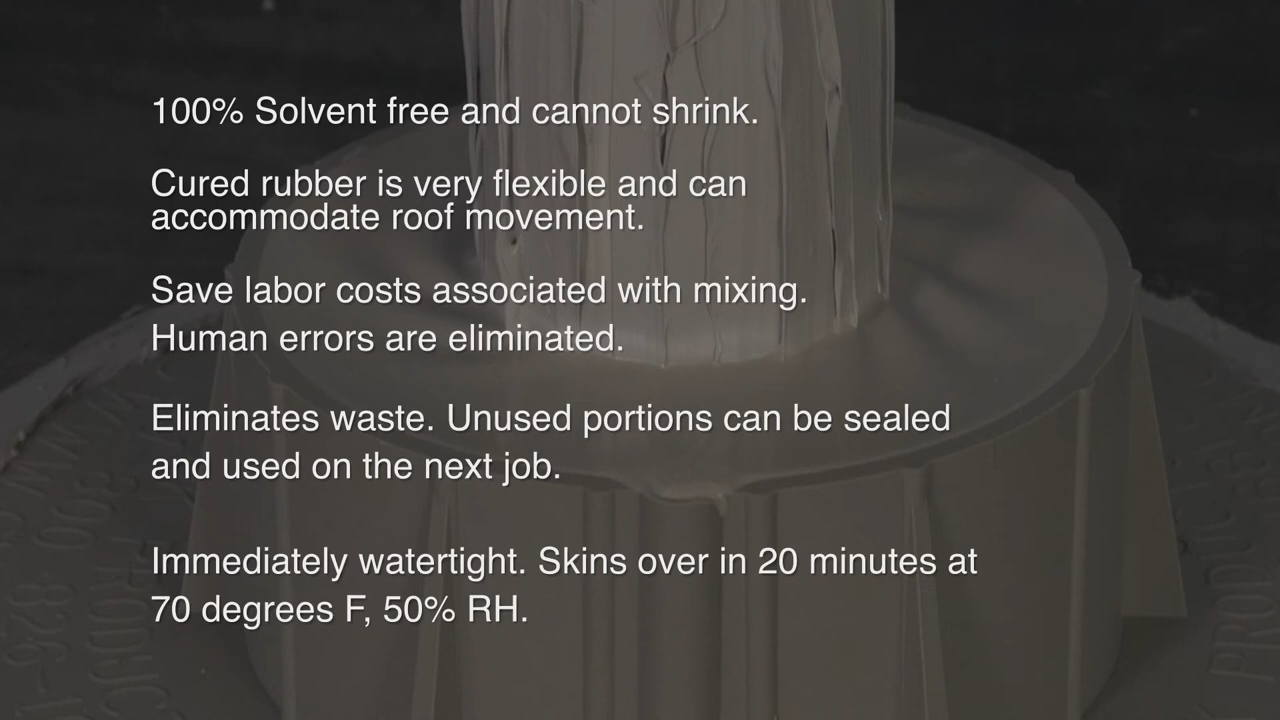 100% Solvent free and cannot shrink.
Cured rubber is very flexible and can
accommodate roof movement.
Save labor costs associated with mixing.
Human errors are eliminated.
Eliminates waste. Unused portions can be sealed
and used on the next job.
Immediately watertight. Skins over in 20 minutes at
70 degrees F, 50% RH.